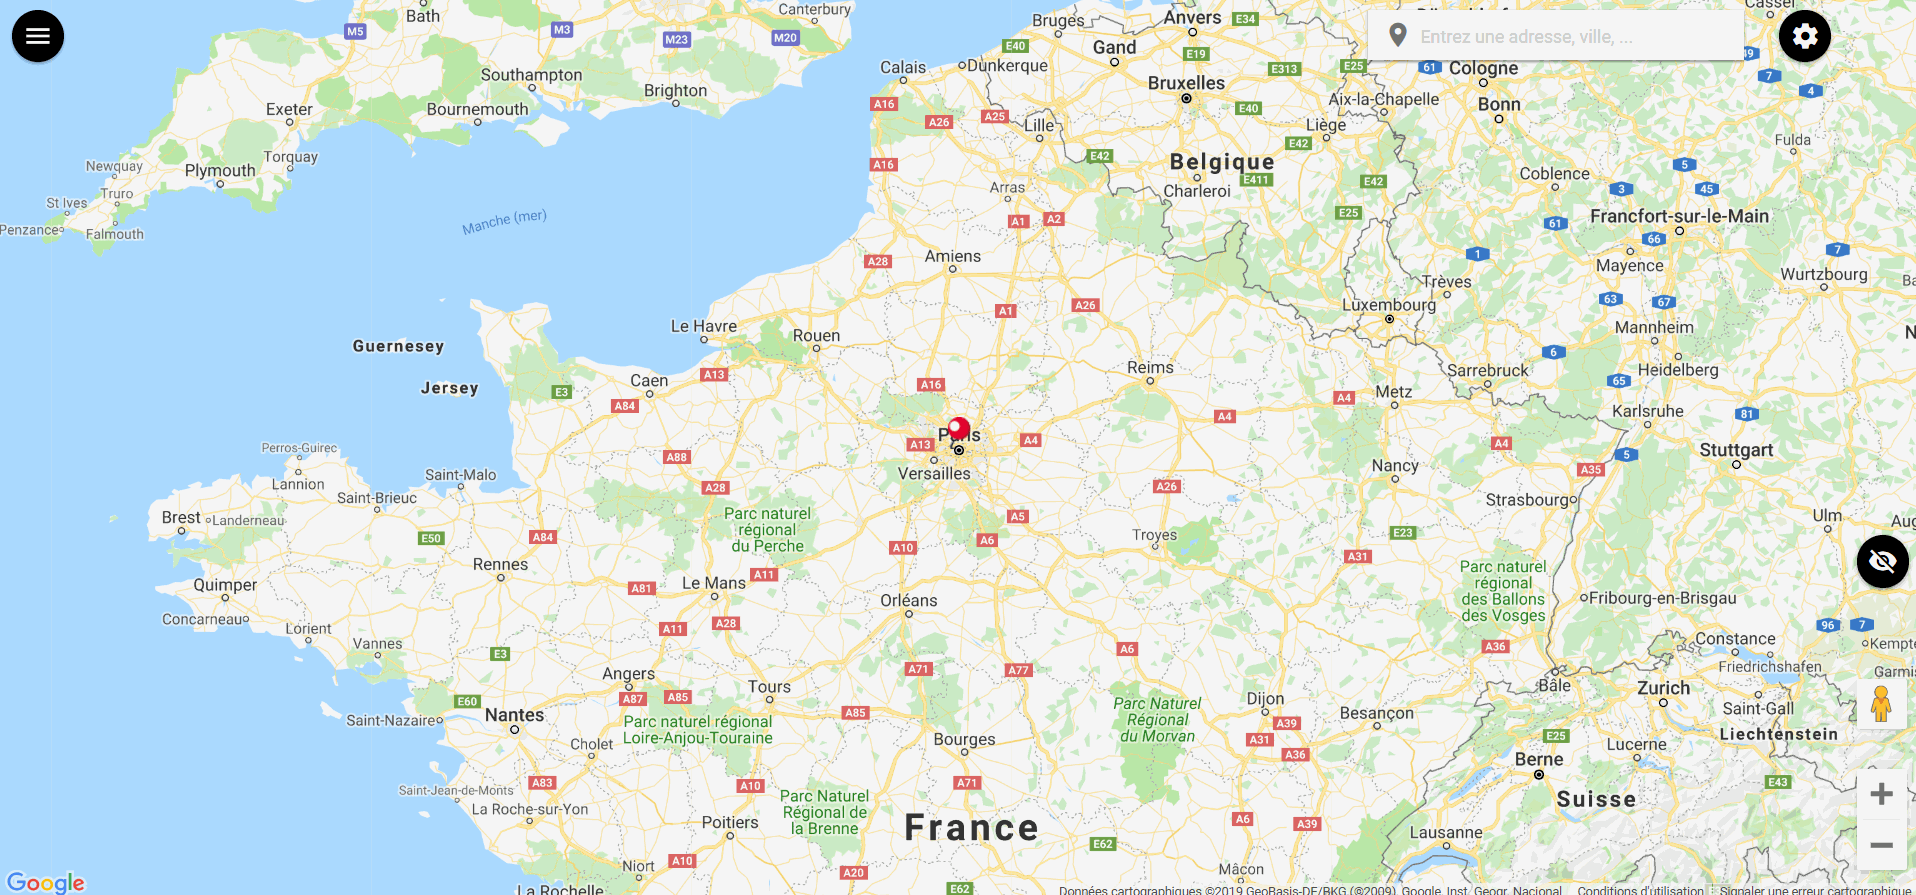 Bath
M5
M3
M23
M20
Canterbury
Bruges
Anvers
E34
Cassel
Entrez une adresse, ville, ...
Southampton
Brighton
Calais
Dunkerque
E40
Gand
E19
E313
E25
61
Cologne
49
7
4
Exeter
Bournemouth
A16
A26
A25
Lille
Bruxelles
E40
Aix-la-Chapelle
Bonn
Liège
Fulda
Newquay
Torquay
Plymouth
A16
E42
Belgique
E42
5
Truro
St Ives
Arras
Charleroi
E411
E42
Coblence
3
45
Penzance
Falmouth
Manche (mer)
A1
A2
E25
61
Francfort-sur-le-Main
66
7
A28
Amiens
1
Mayence
Wurtzbourg
Trèves
A1
A26
Luxembourg
63
67
Le Havre
Rouen
Mannheim
Guernesey
6
Jersey
E3
Caen
A13
A16
Reims
Sarrebruck
65
Heidelberg
A84
A4
A4
Metz
Karlsruhe
81
Paris
A13
A4
A4
Stuttgart
Perros-Guirec
A88
Versailles
5
Lannion
Saint-Malo
A28
A26
Nancy
A35
Saint-Brieuc
Strasbourg
Brest
Landerneau
Parc naturel
régional
du Perche
A5
Ulm
E50
A84
A10
A6
Troyes
E23
A31
Rennes
Le Mans
A11
Parc naturel
régional
des Ballons
des Vosges
Quimper
A81
Orléans
Fribourg-en-Brisgau
Concarneau
Lorient
A11
A28
96
7
Vannes
E3
A6
A36
Constance
Kempte
Friedrichshafen
Angers
A71
A77
Garmis
A87
A85
Tours
Bâle
Zurich
E60
Nantes
Saint-Nazaire
Parc naturel régional
Loire-Anjou-Touraine
A85
Parc Naturel
Régional
du Morvan
Dijon
A39
Besançon
Saint-Gall
Liechtenstein
Cholet
Bourges
A31
A36
E25
Lucerne
Berne
A83
A10
A71
E43
Saint-Jean-de-Monts
La Roche-sur-Yon
Parc Naturel
Régional de
la Brenne
Suisse
Poitiers
France
A6
A39
Lausanne
E62
Niort
A10
A20
Mâcon
E62
La Rochelle
Google
Données cartographiques ©2019 GeoBasis-DE/BKG (©2009), Google, Inst. Geogr. Nacional
Conditions d'utilisation
Signaler une erreur cartographique